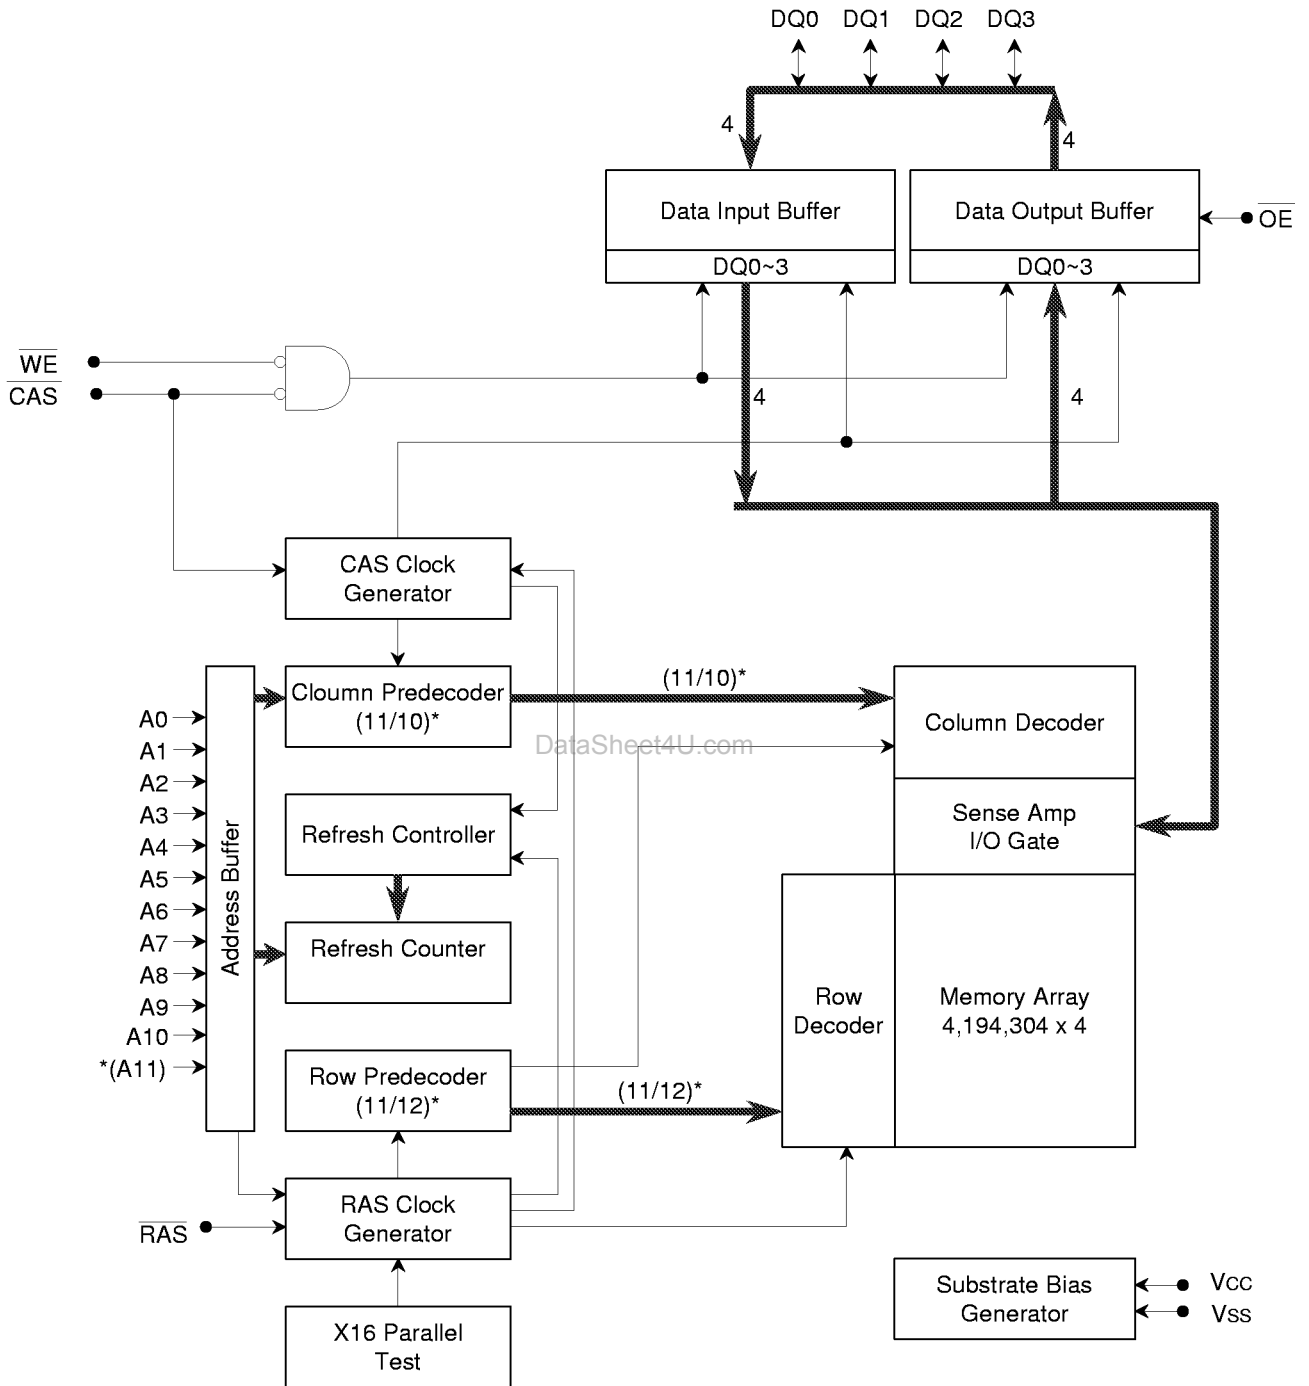 DQ0 DQ1 DQ2 DQ3
4
4
Data Input Buffer
Data Output Buffer
OE
DQ0~3
DQ0~3
WE
CAS
4
4
CAS Clock
Generator
Cloumn Predecoder
(11/10)*
(11/10)*
Column Decoder
DataSheet4U.com
A0
A1
A2
A3
A4
A5
A6
A7
A8
A9
A10
*(A11)
Address Buffer
Refresh Controller
Sense Amp
I/O Gate
Refresh Counter
Row
Decoder
Memory Array
4,194,304 x 4
Row Predecoder
(11/12)*
(11/12)*
RAS Clock
Generator
RAS
X16 Parallel
Test
Substrate Bias
Generator
Vcc
Vss